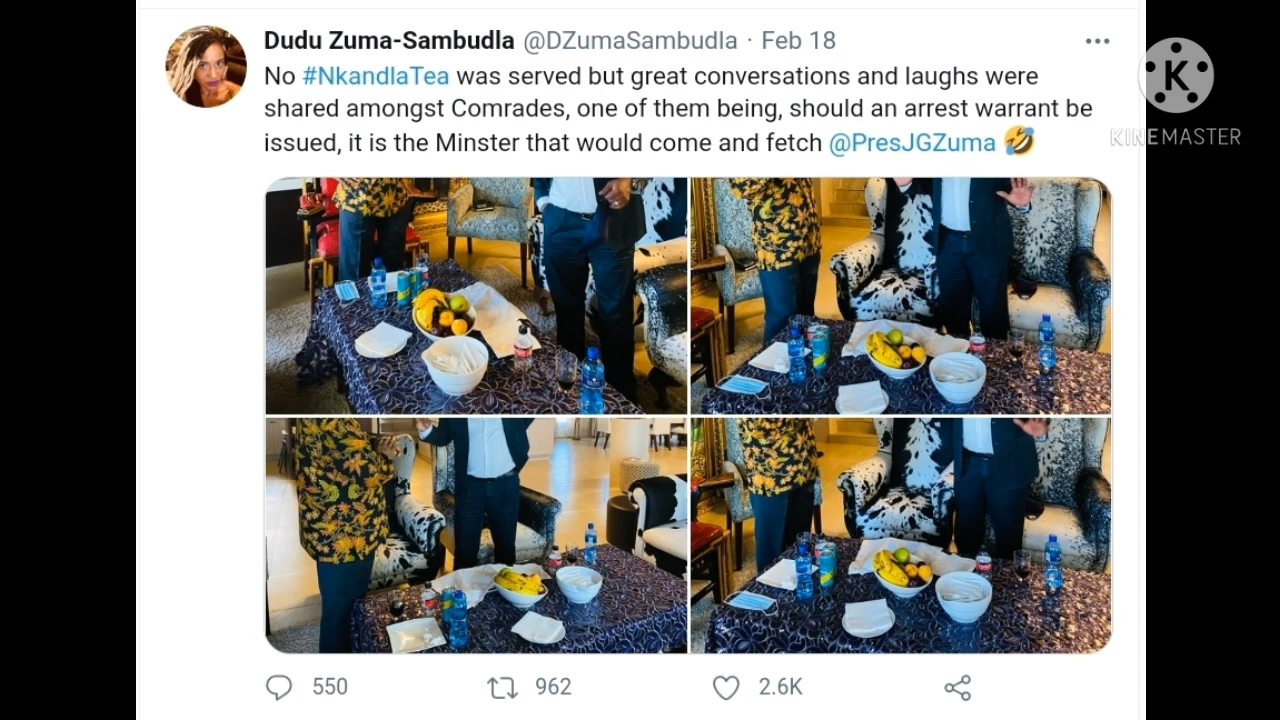 Dudu Zuma-Sambudla @DZumaSambudla · Feb 18
No #NkandlaTea was served but great conversations and laughs were
shared amongst Comrades, one of them being, should an arrest warrant be
issued, it is the Minster that would come and fetch @PresJGZuma 🤣
K
KINEMASTER
550 962 2.6K